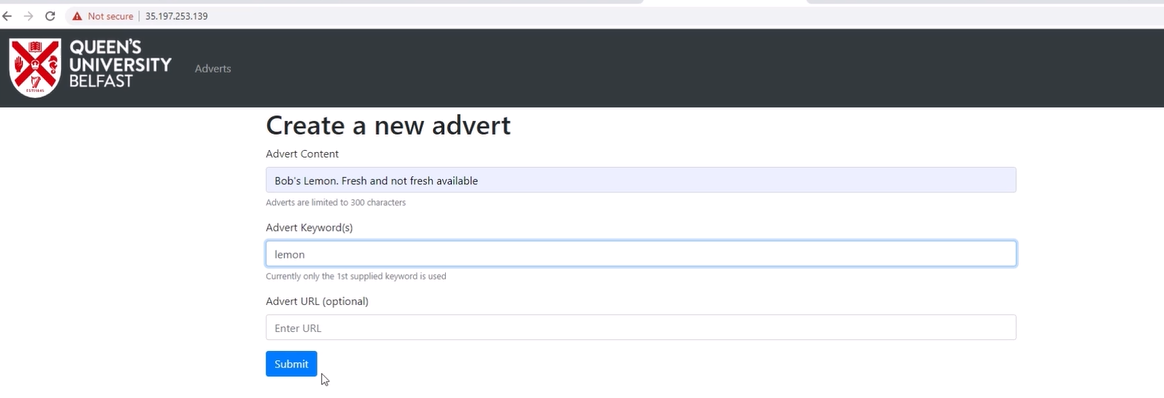 Not secure
35.197.253.139
QUEEN'S
UNIVERSITY
BELFAST
Adverts
Create a new advert
Advert Content
Bob's Lemon. Fresh and not fresh available
Adverts are limited to 300 characters
Advert Keyword(s)
lemon
Currently only the 1st supplied keyword is used
Advert URL (optional)
Enter URL
Submit